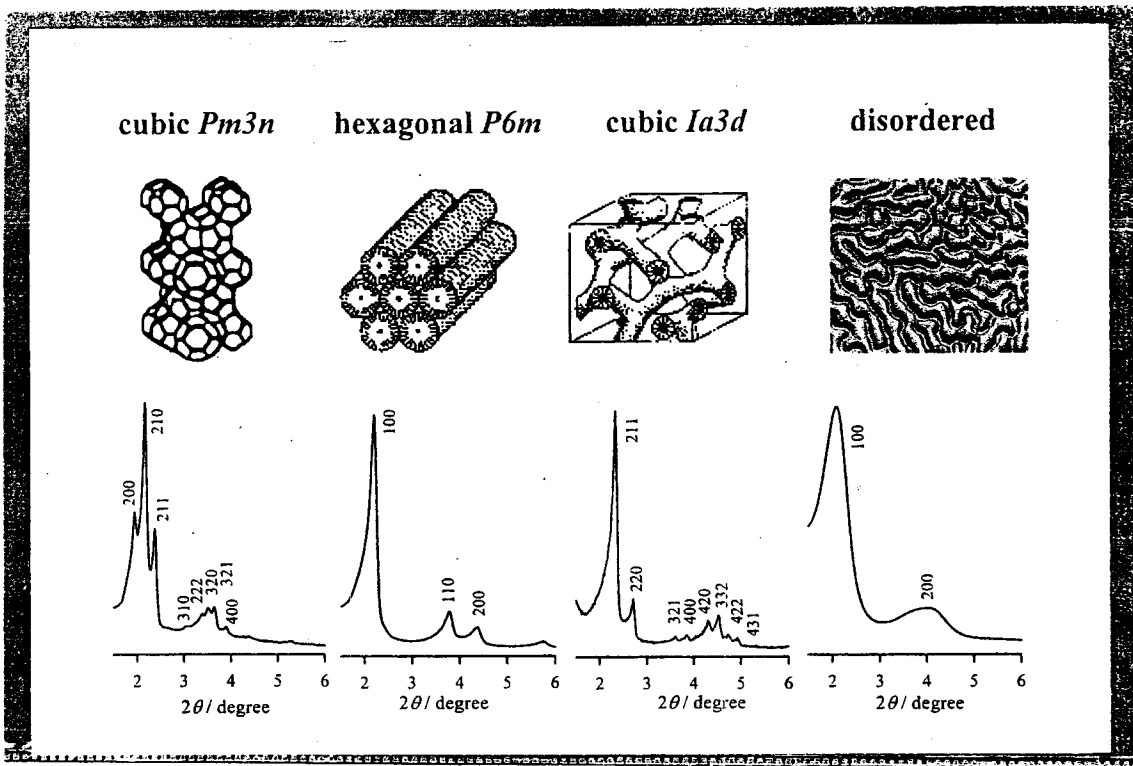 cubic Pm3n
hexagonal P6m
cubic Ia3d
disordered
200
210
211
310
222
320
321
400
2 3 4 5 6
2θ / degree
100
110
200
2 3 4 5 6
2θ / degree
211
220
321
400
420
332
422
431
2 3 4 5 6
2θ / degree
100
200
2 3 4 5 6
2θ / degree